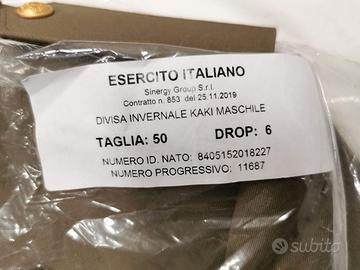 ESERCITO ITALIANO
Sinergy Group S.r.l.
Contratto n. 853 del 25.11.2019
DIVISA INVERNALE KAKI MASCHILE
TAGLIA: 50 DROP: 6
NUMERO ID. NATO: 8405152018227
NUMERO PROGRESSIVO: 11687
subito